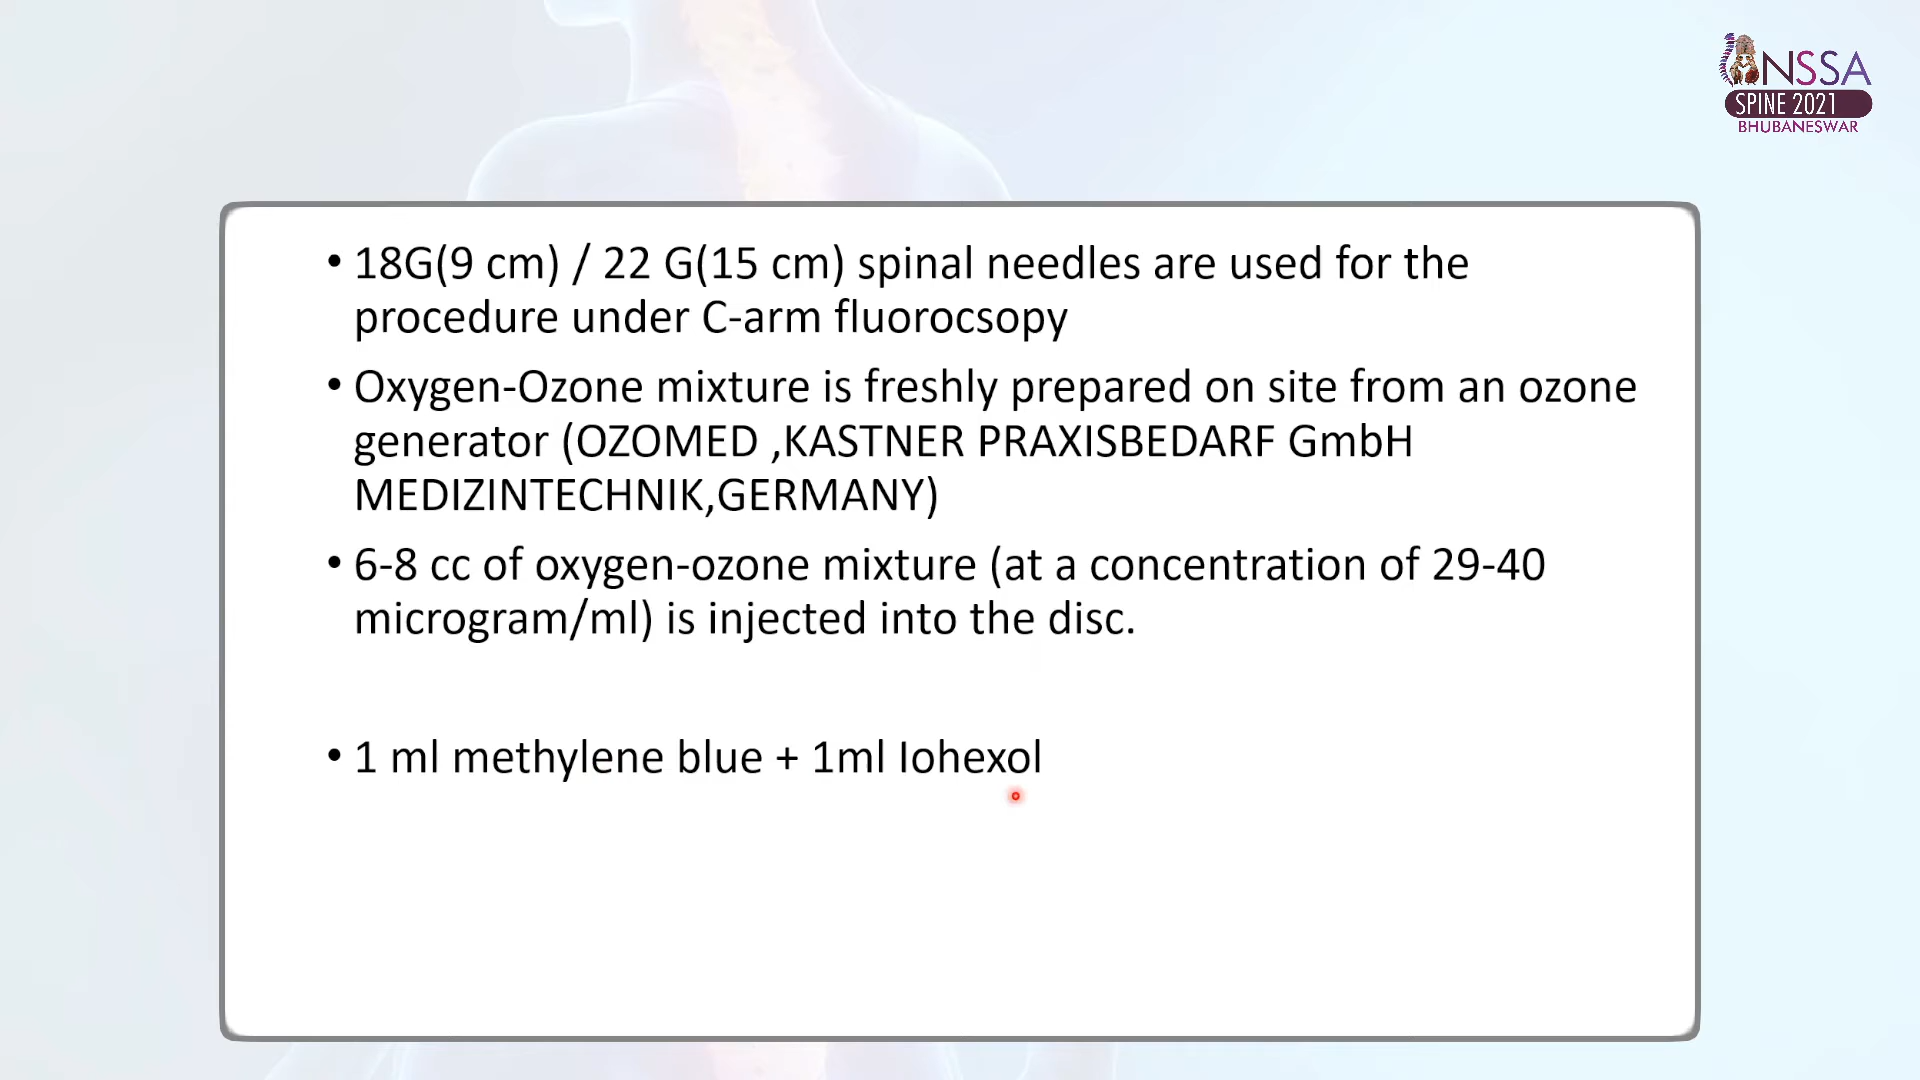 NSSA
SPINE 2021
BHUBANESWAR
• 18G(9 cm) / 22 G(15 cm) spinal needles are used for the
procedure under C-arm fluorocsopy
• Oxygen-Ozone mixture is freshly prepared on site from an ozone
generator (OZOMED ,KASTNER PRAXISBEDARF GmbH
MEDIZINTECHNIK,GERMANY)
• 6-8 cc of oxygen-ozone mixture (at a concentration of 29-40
microgram/ml) is injected into the disc.
• 1 ml methylene blue + 1ml Iohexol